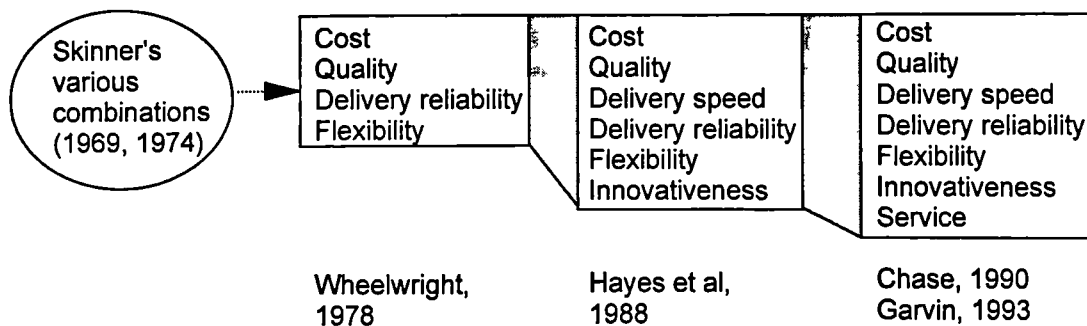 Skinner's
various
combinations
(1969, 1974)
Cost
Quality
Delivery reliability
Flexibility
Cost
Quality
Delivery speed
Delivery reliability
Flexibility
Innovativeness
Cost
Quality
Delivery speed
Delivery reliability
Flexibility
Innovativeness
Service
Wheelwright,
1978
Hayes et al,
1988
Chase, 1990
Garvin, 1993